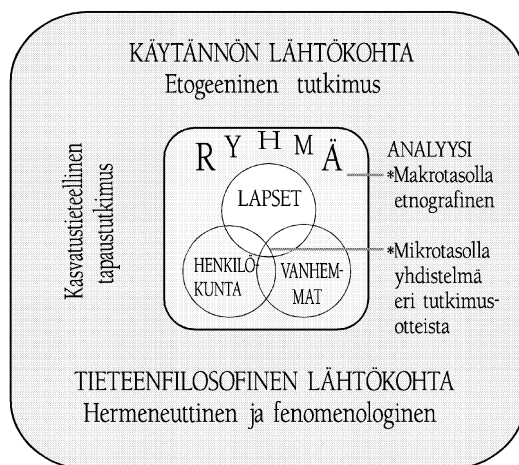 KÄYTÄNNÖN LÄHTÖKOHTA
Etogeeninen tutkimus
Kasvatustieteellinen
tapaustutkimus
RYHMÄ
LAPSET
HENKILÖ-
KUNTA
VANHEM-
MAT
ANALYYSI
*Makrotasolla
etnografinen
*Mikrotasolla
yhdistelmä
eri tutkimus-
otteista
TIETEENFILOSOFINEN LÄHTÖKOHTA
Hermeneuttinen ja fenomenologinen